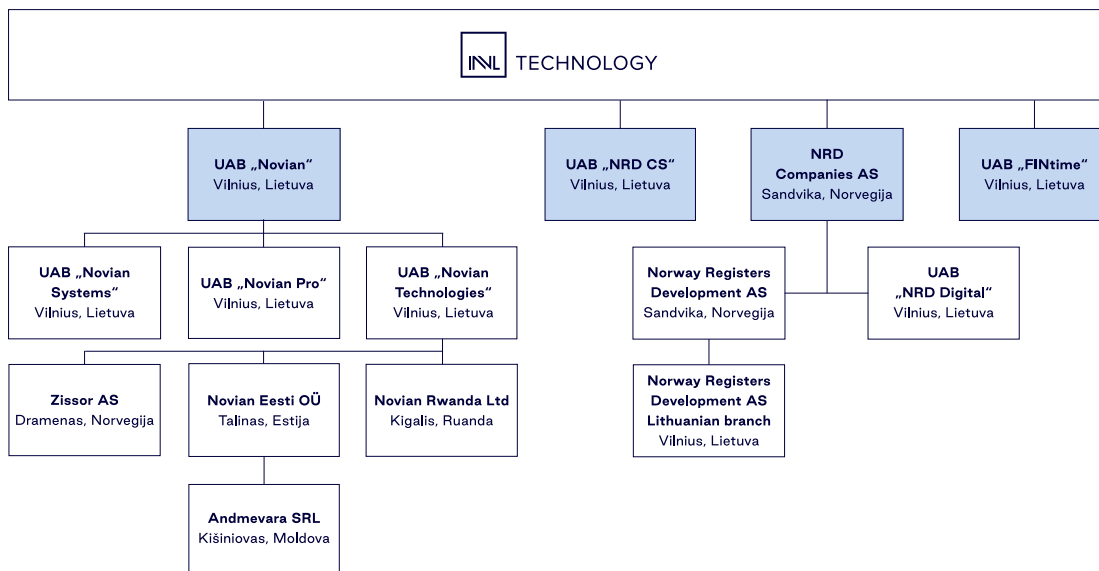 INVL TECHNOLOGY
UAB „Novian“
Vilnius, Lietuva
UAB „NRD CS“
Vilnius, Lietuva
NRD
Companies AS
Sandvika, Norvegija
UAB „FINtime“
Vilnius, Lietuva
UAB „Novian
Systems“
Vilnius, Lietuva
UAB „Novian Pro“
Vilnius, Lietuva
UAB „Novian
Technologies“
Vilnius, Lietuva
Norway Registers
Development AS
Sandvika, Norvegija
UAB
„NRD Digital“
Vilnius, Lietuva
Zissor AS
Dramenas, Norvegija
Novian Eesti OÜ
Talinas, Estija
Novian Rwanda Ltd
Kigalis, Ruanda
Norway Registers
Development AS
Lithuanian branch
Vilnius, Lietuva
Andmevara SRL
Kišiniovas, Moldova